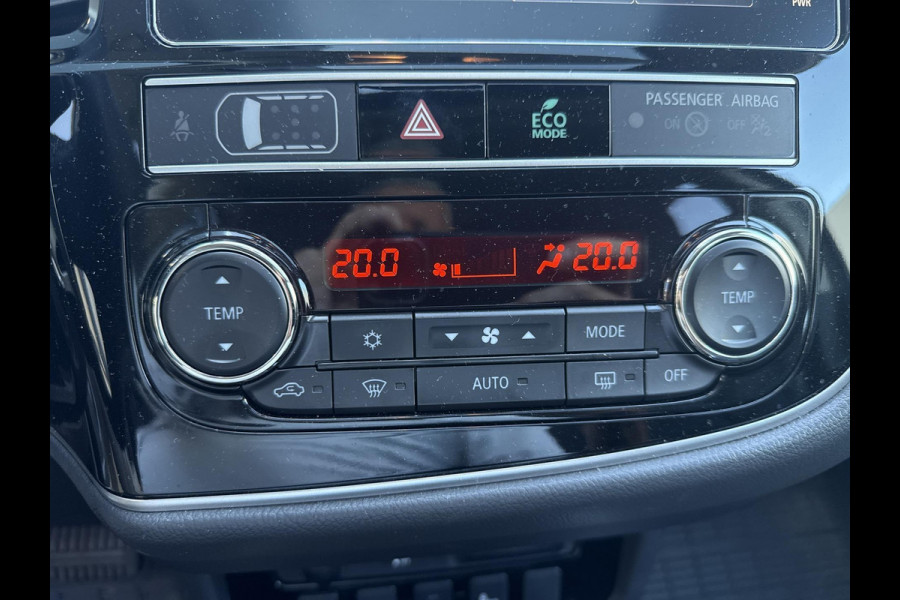 PWR
PASSENGER AIRBAG
ON OFF
ECO
MODE
20.0 20.0
TEMP
TEMP
MODE
AUTO
OFF